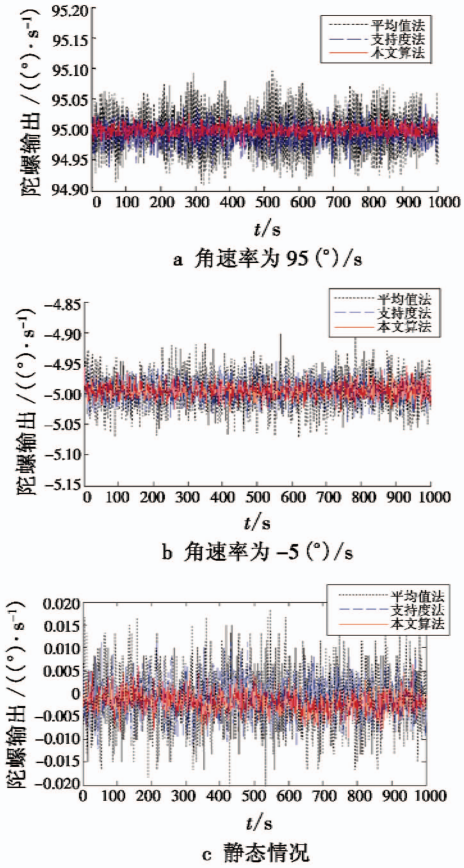 陀螺输出/((°)·s⁻¹)
95.20
95.15
95.10
95.05
95.00
94.95
94.90
平均值法
支持度法
本文算法
0 100 200 300 400 500 600 700 800 900 1000
t/s
a 角速率为 95 (°)/s
陀螺输出/((°)·s⁻¹)
-4.85
-4.90
-4.95
-5.00
-5.05
-5.10
-5.15
平均值法
支持度法
本文算法
0 100 200 300 400 500 600 700 800 900 1000
t/s
b 角速率为 -5 (°)/s
陀螺输出/((°)·s⁻¹)
0.020
0.015
0.010
0.005
0
-0.005
-0.010
-0.015
-0.020
平均值法
支持度法
本文算法
0 100 200 300 400 500 600 700 800 900 1000
t/s
c 静态情况